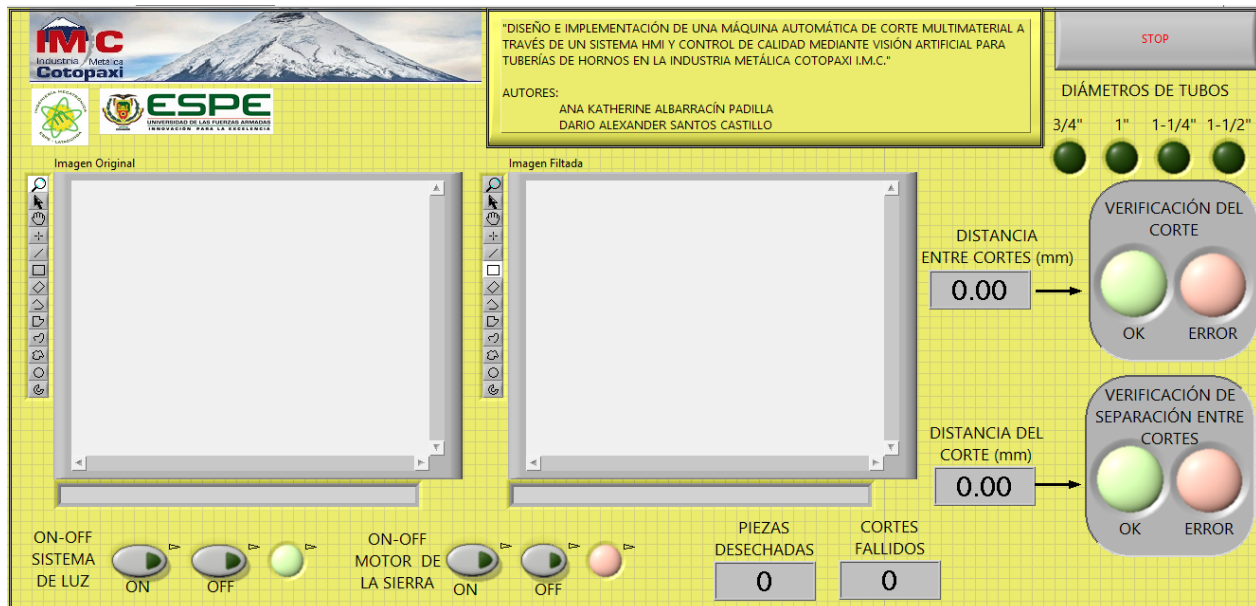 IMC
Industria Metálica
Cotopaxi
ESPE
UNIVERSIDAD DE LAS FUERZAS ARMADAS
INNOVACIÓN PARA LA EXCELENCIA
"DISEÑO E IMPLEMENTACIÓN DE UNA MÁQUINA AUTOMÁTICA DE CORTE MULTIMATERIAL A
TRAVÉS DE UN SISTEMA HMI Y CONTROL DE CALIDAD MEDIANTE VISIÓN ARTIFICIAL PARA
TUBERÍAS DE HORNOS EN LA INDUSTRIA METÁLICA COTOPAXI I.M.C."
AUTORES:
ANA KATHERINE ALBARRACÍN PADILLA
DARIO ALEXANDER SANTOS CASTILLO
STOP
DIÁMETROS DE TUBOS
3/4" 1" 1-1/4" 1-1/2"
Imagen Original
Imagen Filtada
DISTANCIA
ENTRE CORTES (mm)
0.00
VERIFICACIÓN DEL
CORTE
OK ERROR
DISTANCIA DEL
CORTE (mm)
0.00
VERIFICACIÓN DE
SEPARACIÓN ENTRE
CORTES
OK ERROR
ON-OFF
SISTEMA
DE LUZ
ON OFF
ON-OFF
MOTOR DE
LA SIERRA
ON OFF
PIEZAS
DESECHADAS
0
CORTES
FALLIDOS
0